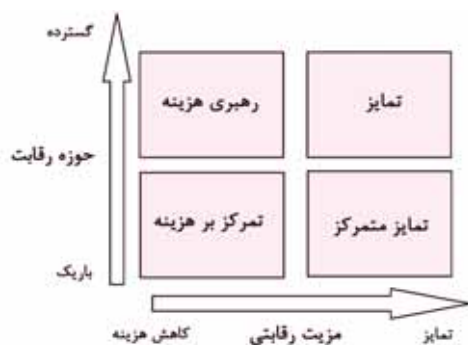 گسترده
رهبری هزینه
تمایز
حوزه رقابت
تمرکز بر هزینه
تمایز متمرکز
باریک
کاهش هزینه
مزیت رقابتی
تمایز